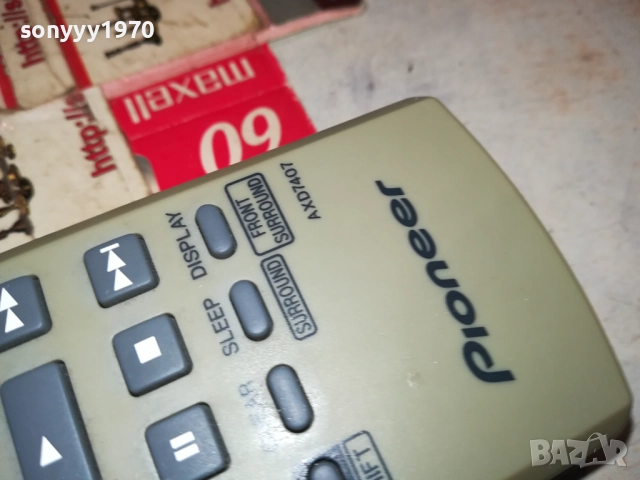 sonyyy1970
http://s
maxell
60
http://
AXD7407
FRONT
SURROUND
SURROUND
DISPLAY
SLEEP
Pioneer
BAZAR